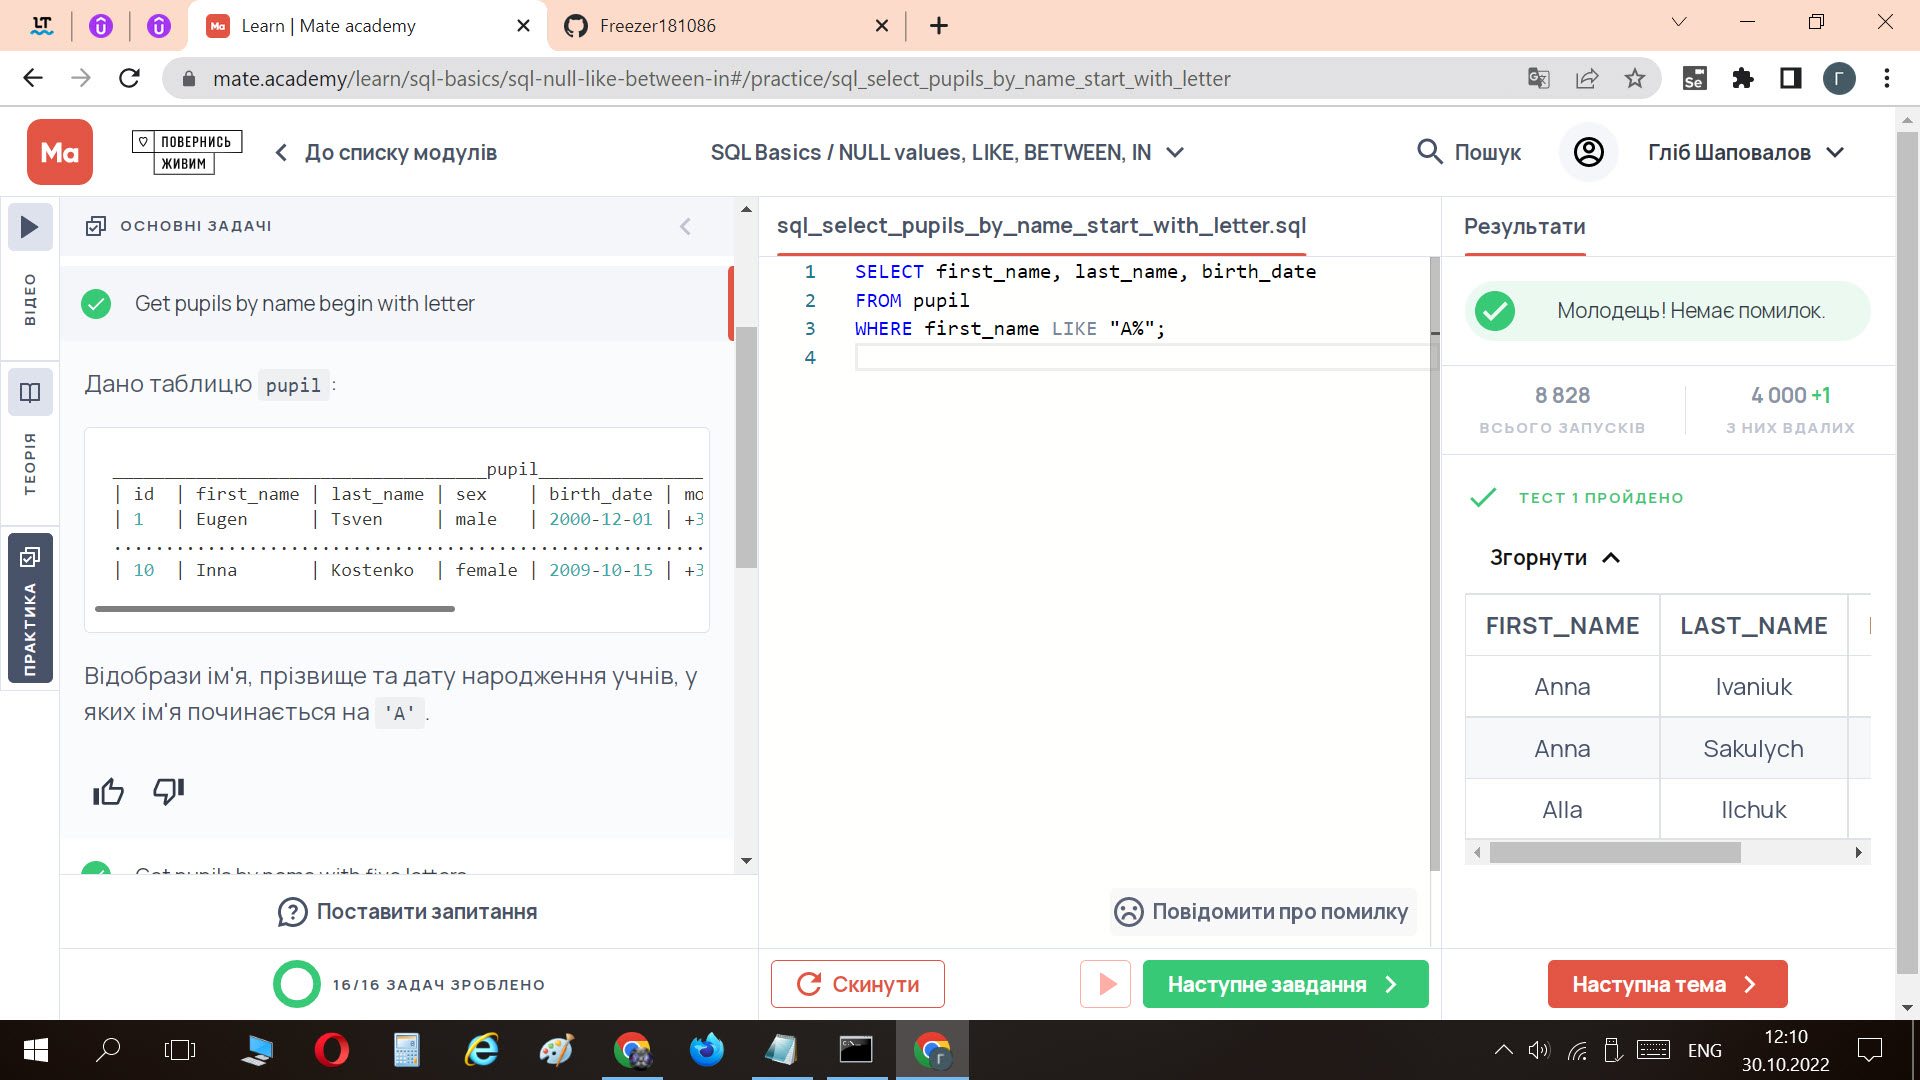 Learn | Mate academy
Freezer181086
mate.academy/learn/sql-basics/sql-null-like-between-in#/practice/sql_select_pupils_by_name_start_with_letter
Se
Г
Ma
ПОВЕРНИСЬ
ЖИВИМ
До списку модулів
SQL Basics / NULL values, LIKE, BETWEEN, IN
Пошук
Гліб Шаповалов
ВІДЕО
ТЕОРІЯ
ПРАКТИКА
ОСНОВНІ ЗАДАЧІ
Get pupils by name begin with letter
Дано таблицю pupil :
____________________________________pupil________________
| id | first_name | last_name | sex | birth_date | mo
| 1 | Eugen | Tsven | male | 2000-12-01 | +3
.........................................................
| 10 | Inna | Kostenko | female | 2009-10-15 | +3
Відобрази ім'я, прізвище та дату народження учнів, у
яких ім'я починається на 'A' .
Get pupils by name with five letters
Поставити запитання
16/16 ЗАДАЧ ЗРОБЛЕНО
sql_select_pupils_by_name_start_with_letter.sql
1 SELECT first_name, last_name, birth_date
2 FROM pupil
3 WHERE first_name LIKE "A%";
4
Повідомити про помилку
Скинути
Наступне завдання
Результати
Молодець! Немає помилок.
8 828
ВСЬОГО ЗАПУСКІВ
4 000 +1
З НИХ ВДАЛИХ
ТЕСТ 1 ПРОЙДЕНО
Згорнути
FIRST_NAME LAST_NAME
Anna Ivaniuk
Anna Sakulych
Alla Ilchuk
Наступна тема
ENG
12:10
30.10.2022